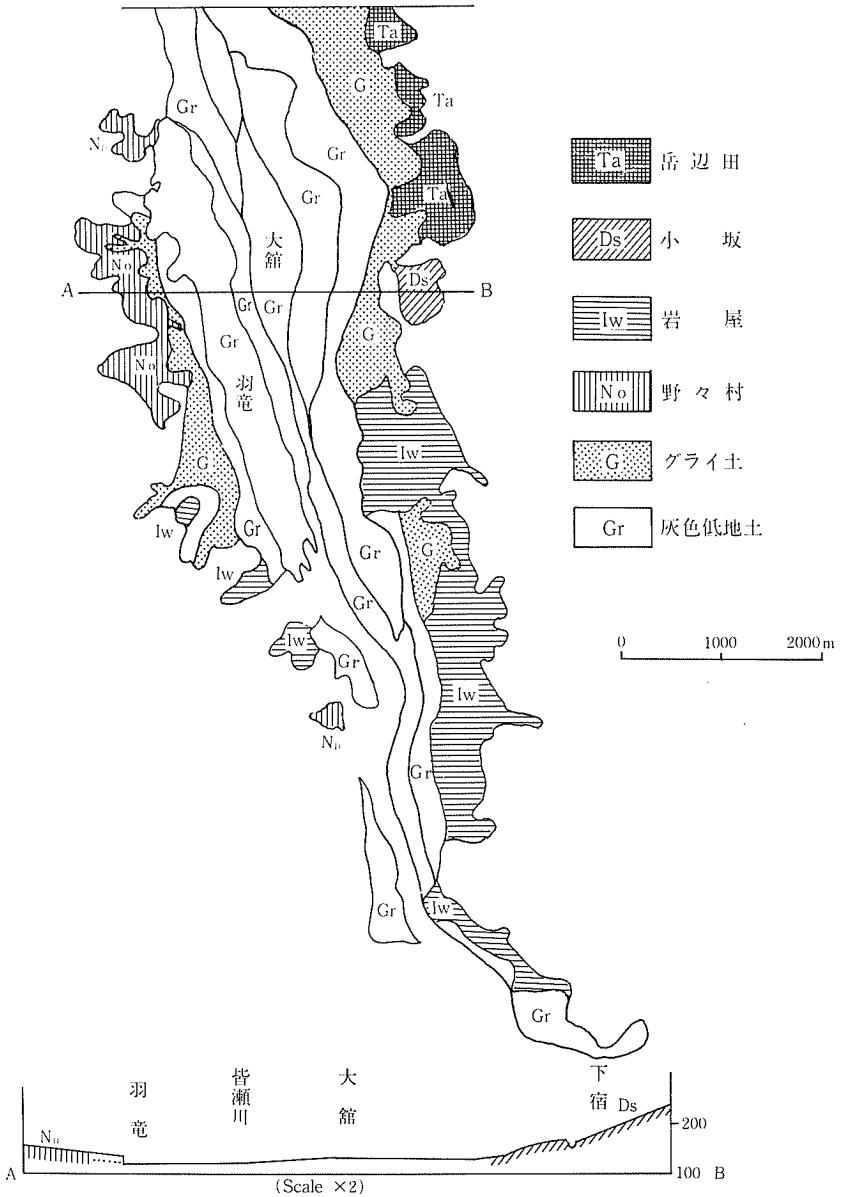 Ta
Gr
G
Ta
No
Gr
Ta
Gr
大舘
No
Ds
A
B
Gr
Gr
G
Gr
羽竜
No
Iw
G
Gr
Iw
Gr
G
Iw
Gr
Iw
Gr
Iw
No
Gr
Iw
Gr
Gr
Ta 岳辺田
Ds 小坂
Iw 岩屋
No 野々村
G グライ土
Gr 灰色低地土
0 1000 2000m
羽竜
皆瀬川
大舘
下宿
Ds
No
200
A
100 B
(Scale ×2)